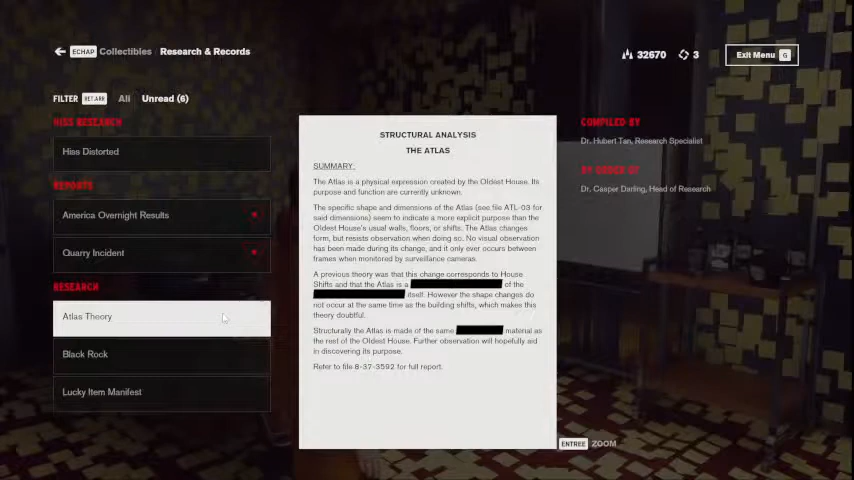 ECHAP Collectibles Research & Records
32670 3 Exit Menu G
FILTER RET.ARR All Unread (6)
HISS RESEARCH
Hiss Distorted
REPORTS
America Overnight Results
Quarry Incident
RESEARCH
Atlas Theory
Black Rock
Lucky Item Manifest
STRUCTURAL ANALYSIS
THE ATLAS
SUMMARY:
The Atlas is a physical expression created by the Oldest House. Its
purpose and function are currently unknown.
The specific shape and dimensions of the Atlas (see file ATL-03 for
said dimensions) seem to indicate a more explicit purpose than the
Oldest House's usual walls, floors, or shifts. The Atlas changes
form, but resists observation when doing so. No visual observation
has been made during its change, and it only ever occurs between
frames when monitored by surveillance cameras.
A previous theory was that this change corresponds to House
Shifts and that the Atlas is a of the
itself. However the shape changes do
not occur at the same time as the building shifts, which makes this
theory doubtful.
Structurally the Atlas is made of the same material as
the rest of the Oldest House. Further observation will hopefully aid
in discovering its purpose.
Refer to file 8-37-3592 for full report.
ENTREE ZOOM
COMPILED BY
Dr. Hubert Tan, Research Specialist
BY ORDER OF
Dr. Casper Darling, Head of Research